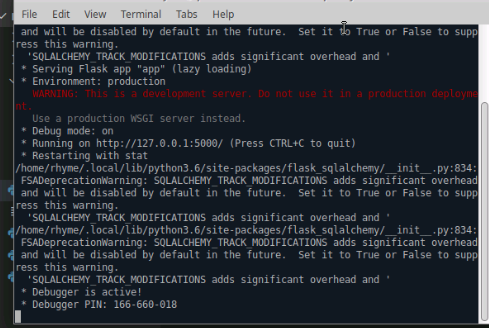 File Edit View Terminal Tabs Help
and will be disabled by default in the future.  Set it to True or False to supp
ress this warning.
  'SQLALCHEMY_TRACK_MODIFICATIONS adds significant overhead and '
 * Serving Flask app "app" (lazy loading)
 * Environment: production
   WARNING: This is a development server. Do not use it in a production deployme
nt.
   Use a production WSGI server instead.
 * Debug mode: on
 * Running on http://127.0.0.1:5000/ (Press CTRL+C to quit)
 * Restarting with stat
/home/rhyme/.local/lib/python3.6/site-packages/flask_sqlalchemy/__init__.py:834:
 FSADeprecationWarning: SQLALCHEMY_TRACK_MODIFICATIONS adds significant overhead
 and will be disabled by default in the future.  Set it to True or False to supp
ress this warning.
  'SQLALCHEMY_TRACK_MODIFICATIONS adds significant overhead and '
/home/rhyme/.local/lib/python3.6/site-packages/flask_sqlalchemy/__init__.py:834:
 FSADeprecationWarning: SQLALCHEMY_TRACK_MODIFICATIONS adds significant overhead
 and will be disabled by default in the future.  Set it to True or False to supp
ress this warning.
  'SQLALCHEMY_TRACK_MODIFICATIONS adds significant overhead and '
 * Debugger is active!
 * Debugger PIN: 166-660-018